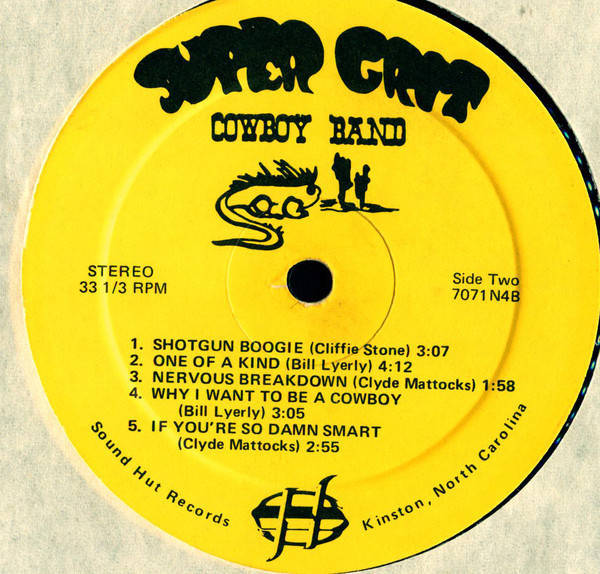 SUPER GRIT
COWBOY BAND
STEREO
33 1/3 RPM
Side Two
7071N4B
1. SHOTGUN BOOGIE (Cliffie Stone) 3:07
2. ONE OF A KIND (Bill Lyerly) 4:12
3. NERVOUS BREAKDOWN (Clyde Mattocks) 1:58
4. WHY I WANT TO BE A COWBOY
(Bill Lyerly) 3:05
5. IF YOU'RE SO DAMN SMART
(Clyde Mattocks) 2:55
Sound Hut Records
Kinston, North Carolina